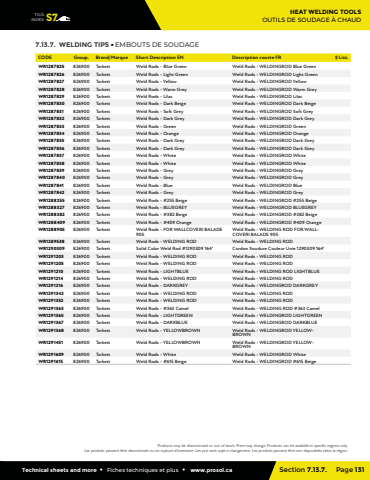 TOOL INDEX S7.
HEAT WELDING TOOLS
OUTILS DE SOUDAGE À CHAUD
7.13.7. WELDING TIPS • EMBOUTS DE SOUDAGE
CODE Group. Brand/Marque Short Description EN Description courte FR $ List.
WR1287825 826900 Tarkett Weld Rods - Blue Green Weld Rods - WELDINGROD Blue Green
WR1287826 826900 Tarkett Weld Rods - Light Green Weld Rods - WELDINGROD Light Green
WR1287827 826900 Tarkett Weld Rods - Yellow Weld Rods - WELDINGROD Yellow
WR1287828 826900 Tarkett Weld Rods - Warm Grey Weld Rods - WELDINGROD Warm Grey
WR1287829 826900 Tarkett Weld Rods - Lilac Weld Rods - WELDINGROD Lilac
WR1287830 826900 Tarkett Weld Rods - Dark Beige Weld Rods - WELDINGROD Dark Beige
WR1287831 826900 Tarkett Weld Rods - Soft Grey Weld Rods - WELDINGROD Soft Grey
WR1287832 826900 Tarkett Weld Rods - Dark Grey Weld Rods - WELDINGROD Dark Grey
WR1287833 826900 Tarkett Weld Rods - Green Weld Rods - WELDINGROD Green
WR1287834 826900 Tarkett Weld Rods - Orange Weld Rods - WELDINGROD Orange
WR1287835 826900 Tarkett Weld Rods - Dark Grey Weld Rods - WELDINGROD Dark Grey
WR1287836 826900 Tarkett Weld Rods - Dark Grey Weld Rods - WELDINGROD Dark Grey
WR1287837 826900 Tarkett Weld Rods - White Weld Rods - WELDINGROD White
WR1287838 826900 Tarkett Weld Rods - White Weld Rods - WELDINGROD White
WR1287839 826900 Tarkett Weld Rods - Grey Weld Rods - WELDINGROD Grey
WR1287840 826900 Tarkett Weld Rods - Grey Weld Rods - WELDINGROD Grey
WR1287841 826900 Tarkett Weld Rods - Blue Weld Rods - WELDINGROD Blue
WR1287842 826900 Tarkett Weld Rods - Grey Weld Rods - WELDINGROD Grey
WR1288255 826900 Tarkett Weld Rods - #255 Beige Weld Rods - WELDINGROD #255 Beige
WR1288327 826900 Tarkett Weld Rods - BLUEGREY Weld Rods - WELDINGROD BLUEGREY
WR1288382 826900 Tarkett Weld Rods - #382 Beige Weld Rods - WELDINGROD #382 Beige
WR1288409 826900 Tarkett Weld Rods - #409 Orange Weld Rods - WELDINGROD #409 Orange
WR1288905 826900 Tarkett Weld Rods - FOR WALLCOVERI BALADE 905 Weld Rods - WELDING ROD FOR WALL-
COVERI BALADE 905
WR1289558 826900 Tarkett Weld Rods - WELDING ROD Weld Rods - WELDING ROD
WR1290309 826900 Tarkett Solid Color Weld Rod #1290309 164' Cordon Soudure Couleur Unie 1290309 164'
WR1291203 826900 Tarkett Weld Rods - WELDING ROD Weld Rods - WELDING ROD
WR1291205 826900 Tarkett Weld Rods - WELDING ROD Weld Rods - WELDING ROD
WR1291210 826900 Tarkett Weld Rods - LIGHTBLUE Weld Rods - WELDING ROD LIGHTBLUE
WR1291214 826900 Tarkett Weld Rods - WELDING ROD Weld Rods - WELDING ROD
WR1291216 826900 Tarkett Weld Rods - DARKGREY Weld Rods - WELDINGROD DARKGREY
WR1291342 826900 Tarkett Weld Rods - WELDING ROD Weld Rods - WELDING ROD
WR1291352 826900 Tarkett Weld Rods - WELDING ROD Weld Rods - WELDING ROD
WR1291363 826900 Tarkett Weld Rods - #363 Camel Weld Rods - WELDING ROD #363 Camel
WR1291365 826900 Tarkett Weld Rods - LIGHTGREEN Weld Rods - WELDINGROD LIGHTGREEN
WR1291367 826900 Tarkett Weld Rods - DARKBLUE Weld Rods - WELDINGROD DARKBLUE
WR1291368 826900 Tarkett Weld Rods - YELLOWBROWN Weld Rods - WELDINGROD YELLOW-
BROWN
WR1291451 826900 Tarkett Weld Rods - YELLOWBROWN Weld Rods - WELDINGROD YELLOW-
BROWN
WR1291609 826900 Tarkett Weld Rods - White Weld Rods - WELDINGROD White
WR1291615 826900 Tarkett Weld Rods - #615 Beige Weld Rods - WELDINGROD #615 Beige
Products may be discontinued or out of stock. Price may change. Products can be available in specific regions only.
Les produits peuvent être discontinués ou en rupture d'inventaire. Les prix sont sujet à changement. Les produits peuvent être non disponibles selon la région.
Technical sheets and more • Fiches techniques et plus • www.prosol.ca Section 7.13.7. Page 131